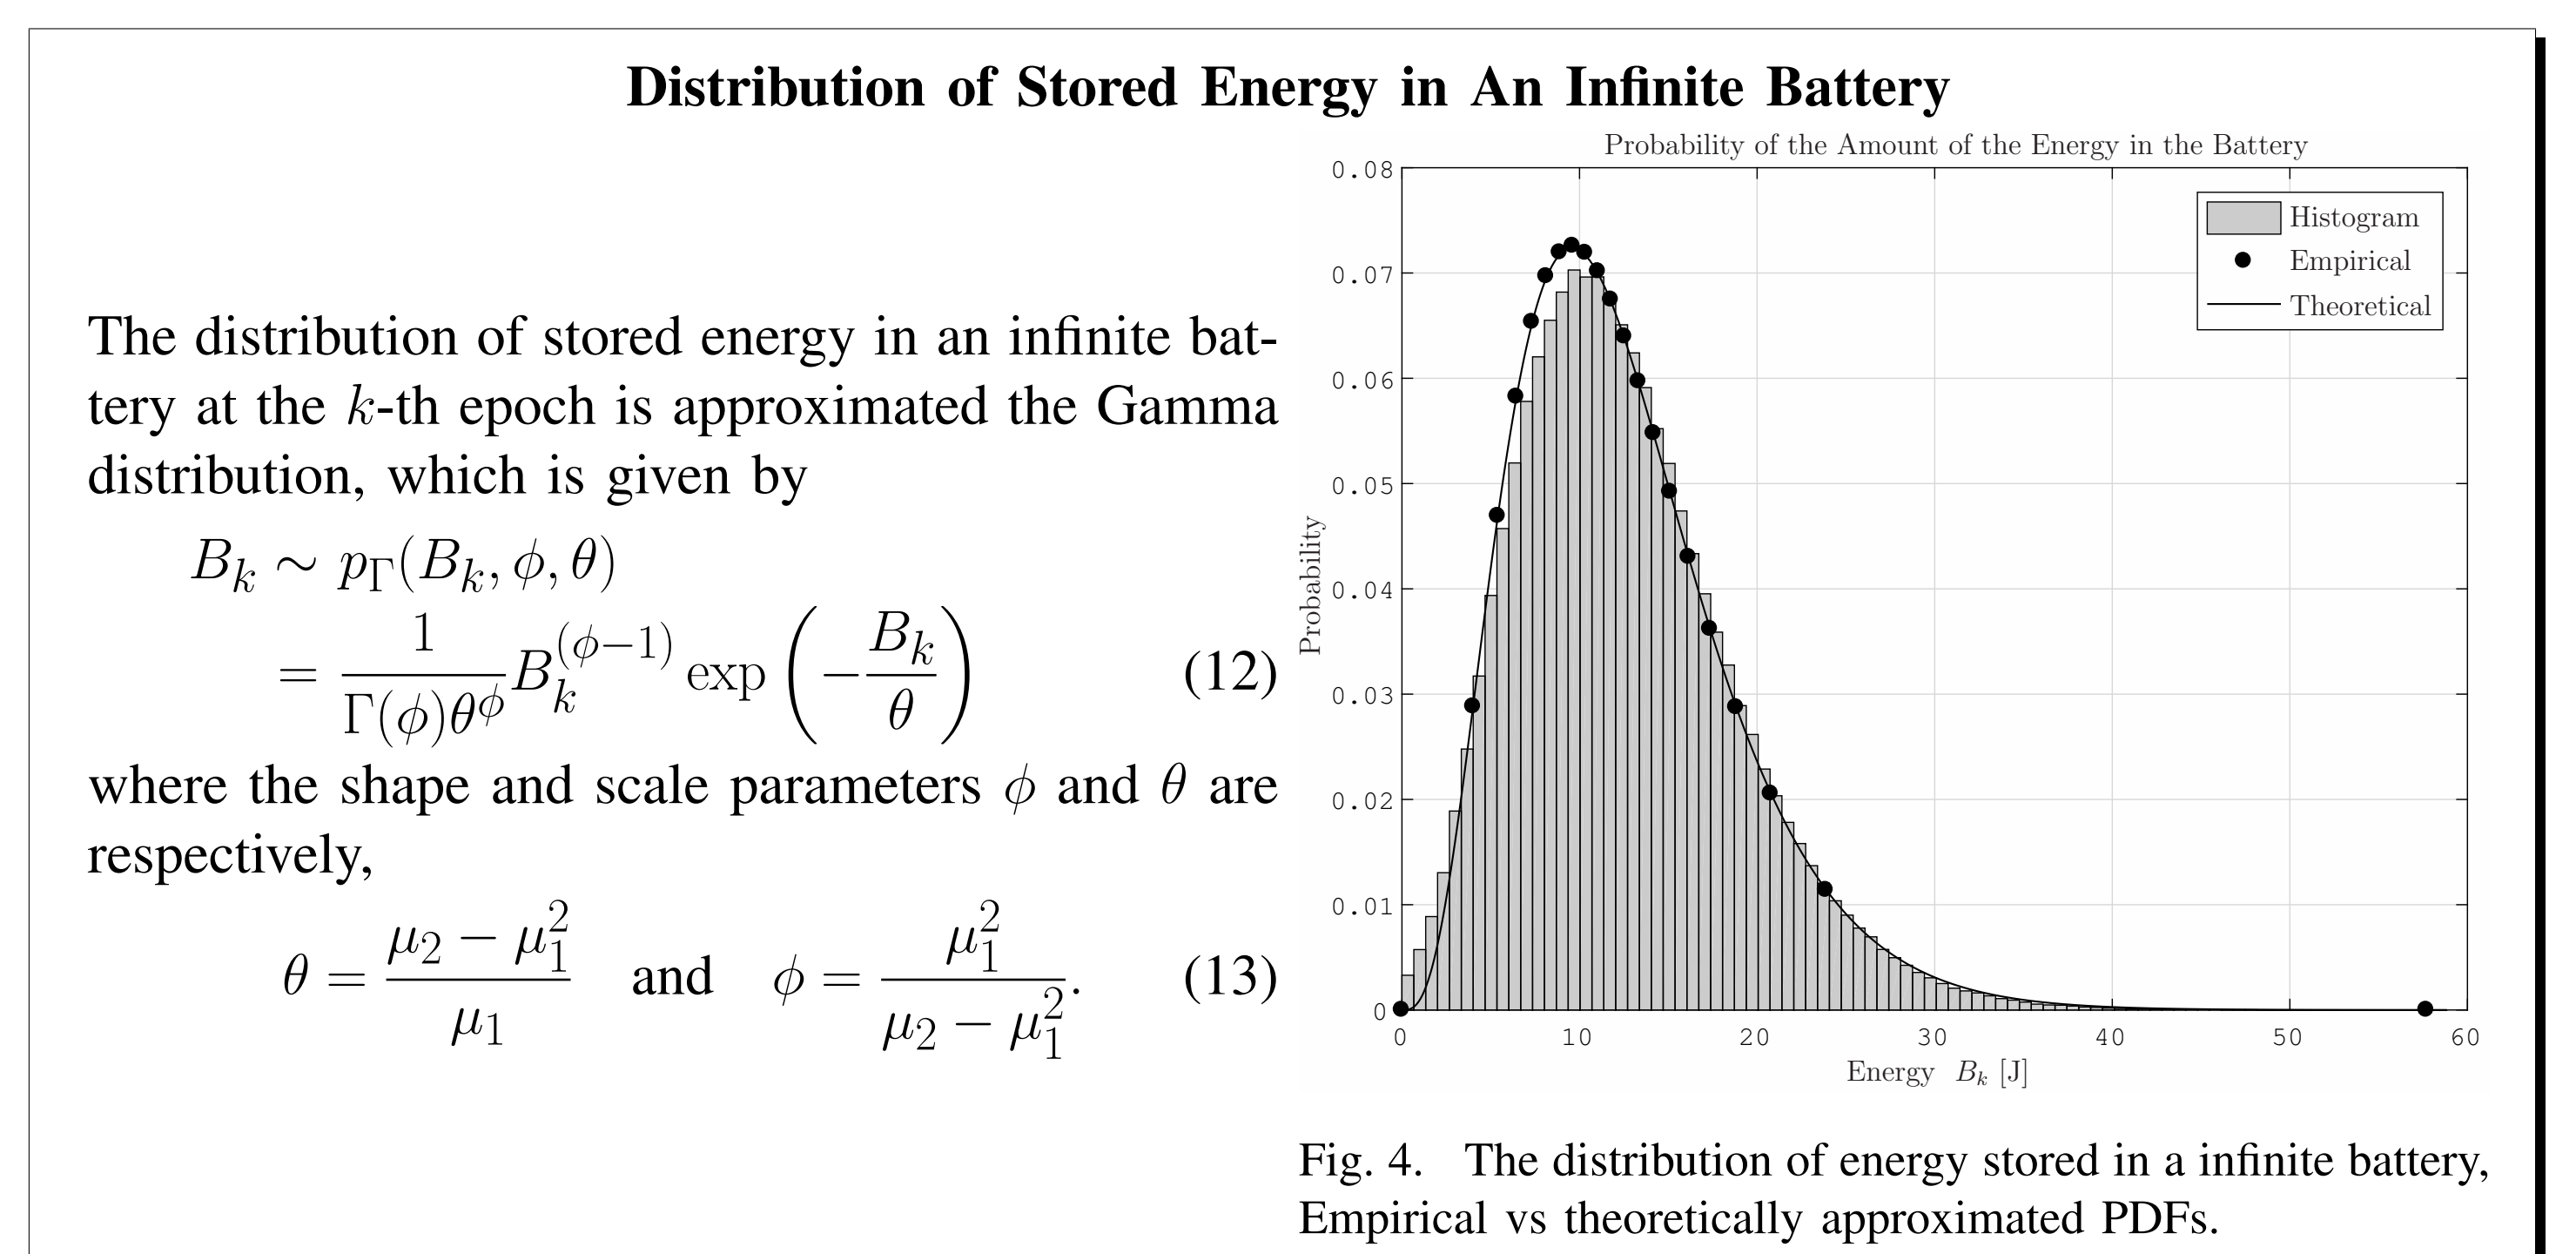 Distribution of Stored Energy in An Infinite Battery
The distribution of stored energy in an infinite bat-
tery at the k-th epoch is approximated the Gamma
distribution, which is given by
B_k ∼ p_Γ(B_k, ϕ, θ)
= \frac{1}{Γ(ϕ)θ^ϕ} B_k^{(ϕ−1)} exp(−\frac{B_k}{θ}) (12)
where the shape and scale parameters ϕ and θ are
respectively,
θ = \frac{μ_2 − μ_1^2}{μ_1} and ϕ = \frac{μ_1^2}{μ_2 − μ_1^2}. (13)
Probability of the Amount of the Energy in the Battery
0.08
0.07
0.06
0.05
0.04
0.03
0.02
0.01
0
Probability
Histogram
Empirical
Theoretical
0 10 20 30 40 50 60
Energy B_k [J]
Fig. 4. The distribution of energy stored in a infinite battery,
Empirical vs theoretically approximated PDFs.